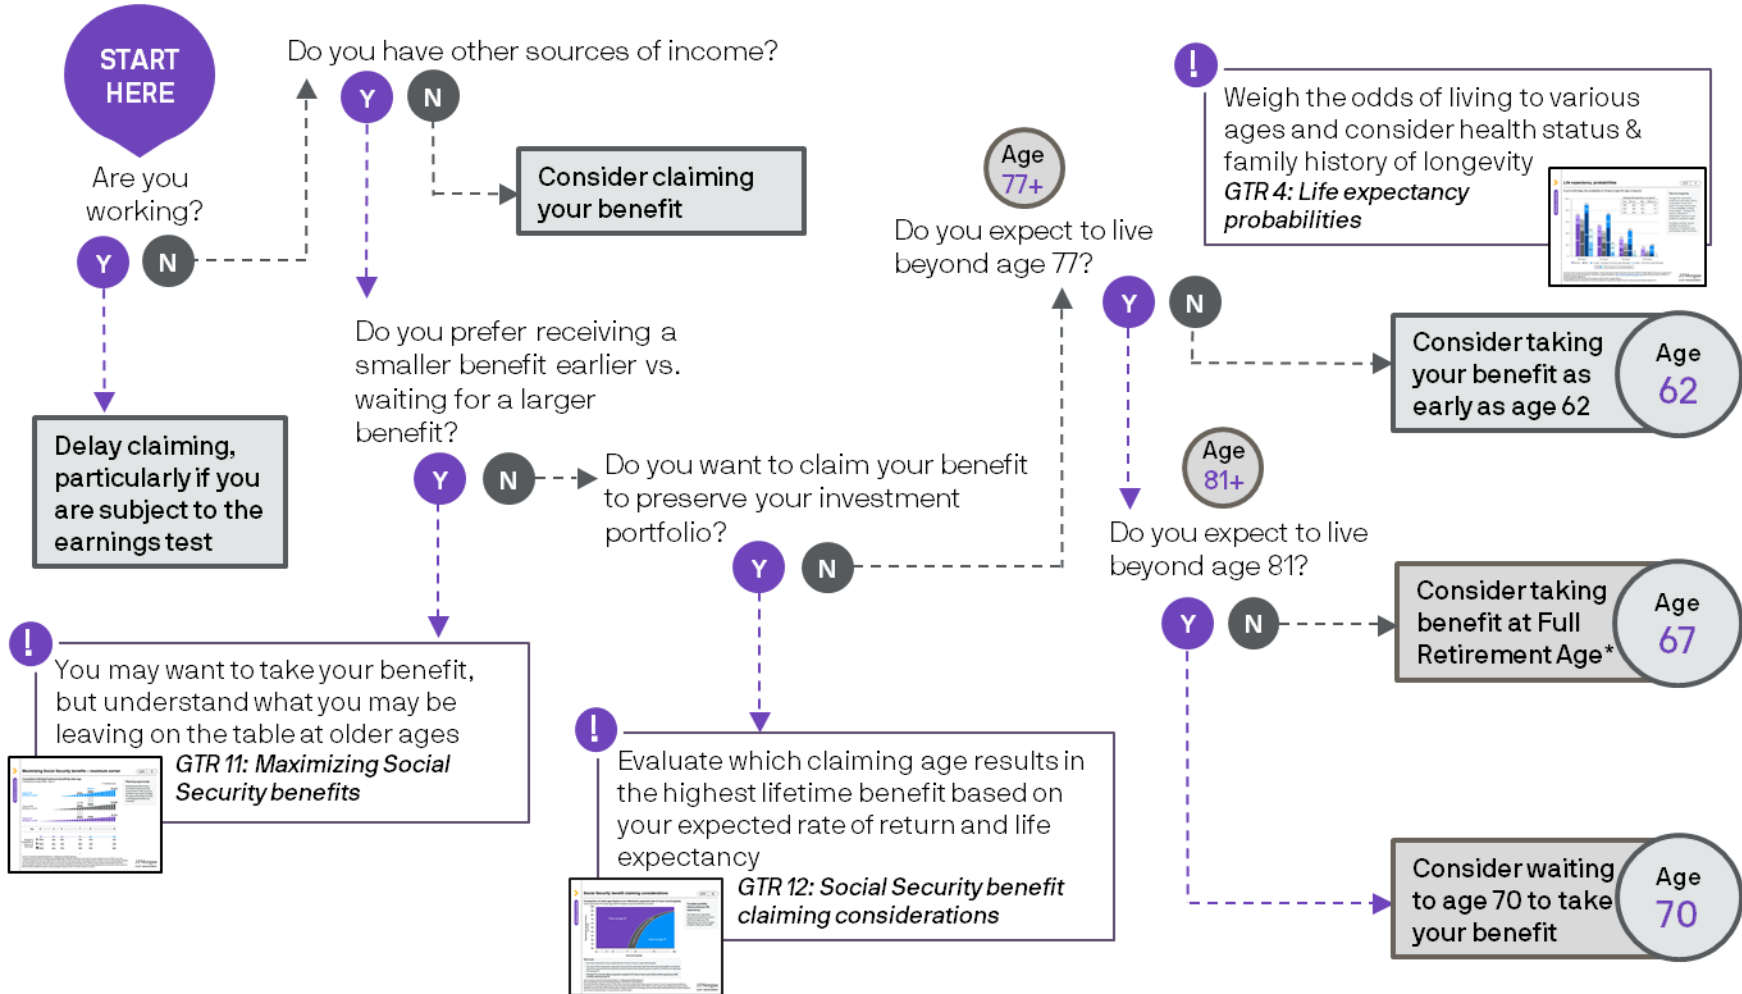 START
HERE
Are you
working?
Y
N
Delay claiming,
particularly if you
are subject to the
earnings test
Do you have other sources of income?
Y
N
Consider claiming
your benefit
Do you prefer receiving a
smaller benefit earlier vs.
waiting for a larger
benefit?
Y
N
!
You may want to take your benefit,
but understand what you may be
leaving on the table at older ages
GTR 11: Maximizing Social
Security benefits
Do you want to claim your benefit
to preserve your investment
portfolio?
Y
N
!
Evaluate which claiming age results in
the highest lifetime benefit based on
your expected rate of return and life
expectancy
GTR 12: Social Security benefit
claiming considerations
Age
77+
Do you expect to live
beyond age 77?
Y
N
!
Weigh the odds of living to various
ages and consider health status &
family history of longevity
GTR 4: Life expectancy
probabilities
Consider taking
your benefit as
early as age 62
Age
62
Age
81+
Do you expect to live
beyond age 81?
Y
N
Consider taking
benefit at Full
Retirement Age*
Age
67
Consider waiting
to age 70 to take
your benefit
Age
70